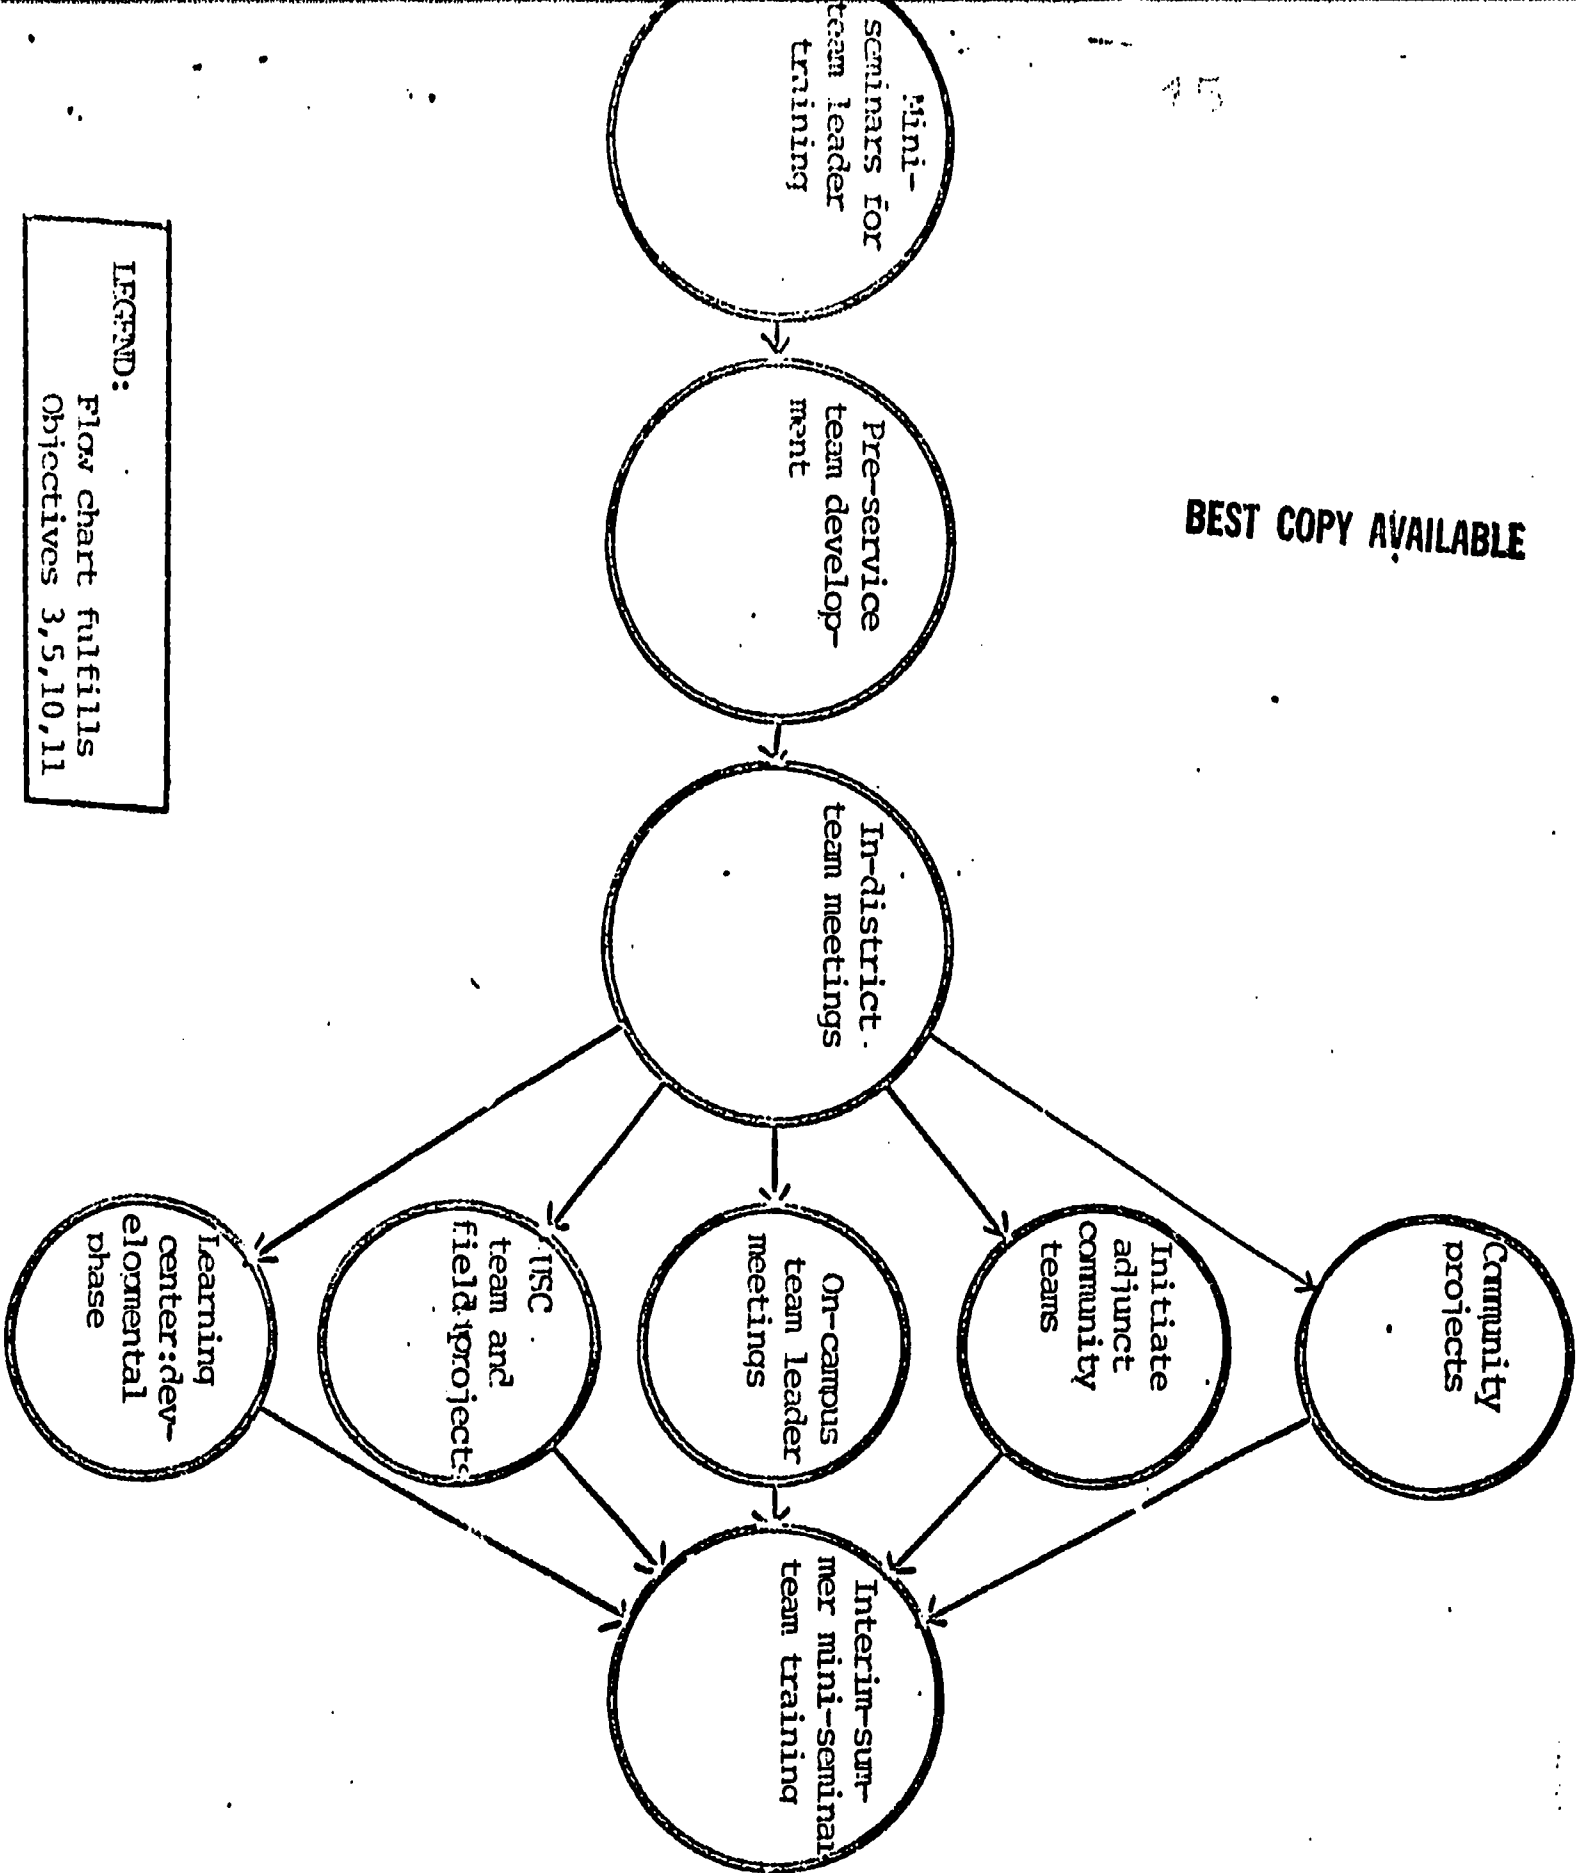 45
BEST COPY AVAILABLE
Mini-
seminars for
team leader
training
Pre-service
team develop-
ment
In-district
team meetings
Community
projects
Initiate
adjunct
community
teams
On-campus
team leader
meetings
USC
team and
field projects
Learning
center:dev-
elopmental
phase
Interim-sum-
mer mini-seminar
team training
LEGEND:
Flow chart fulfills
Objectives 3,5,10,11